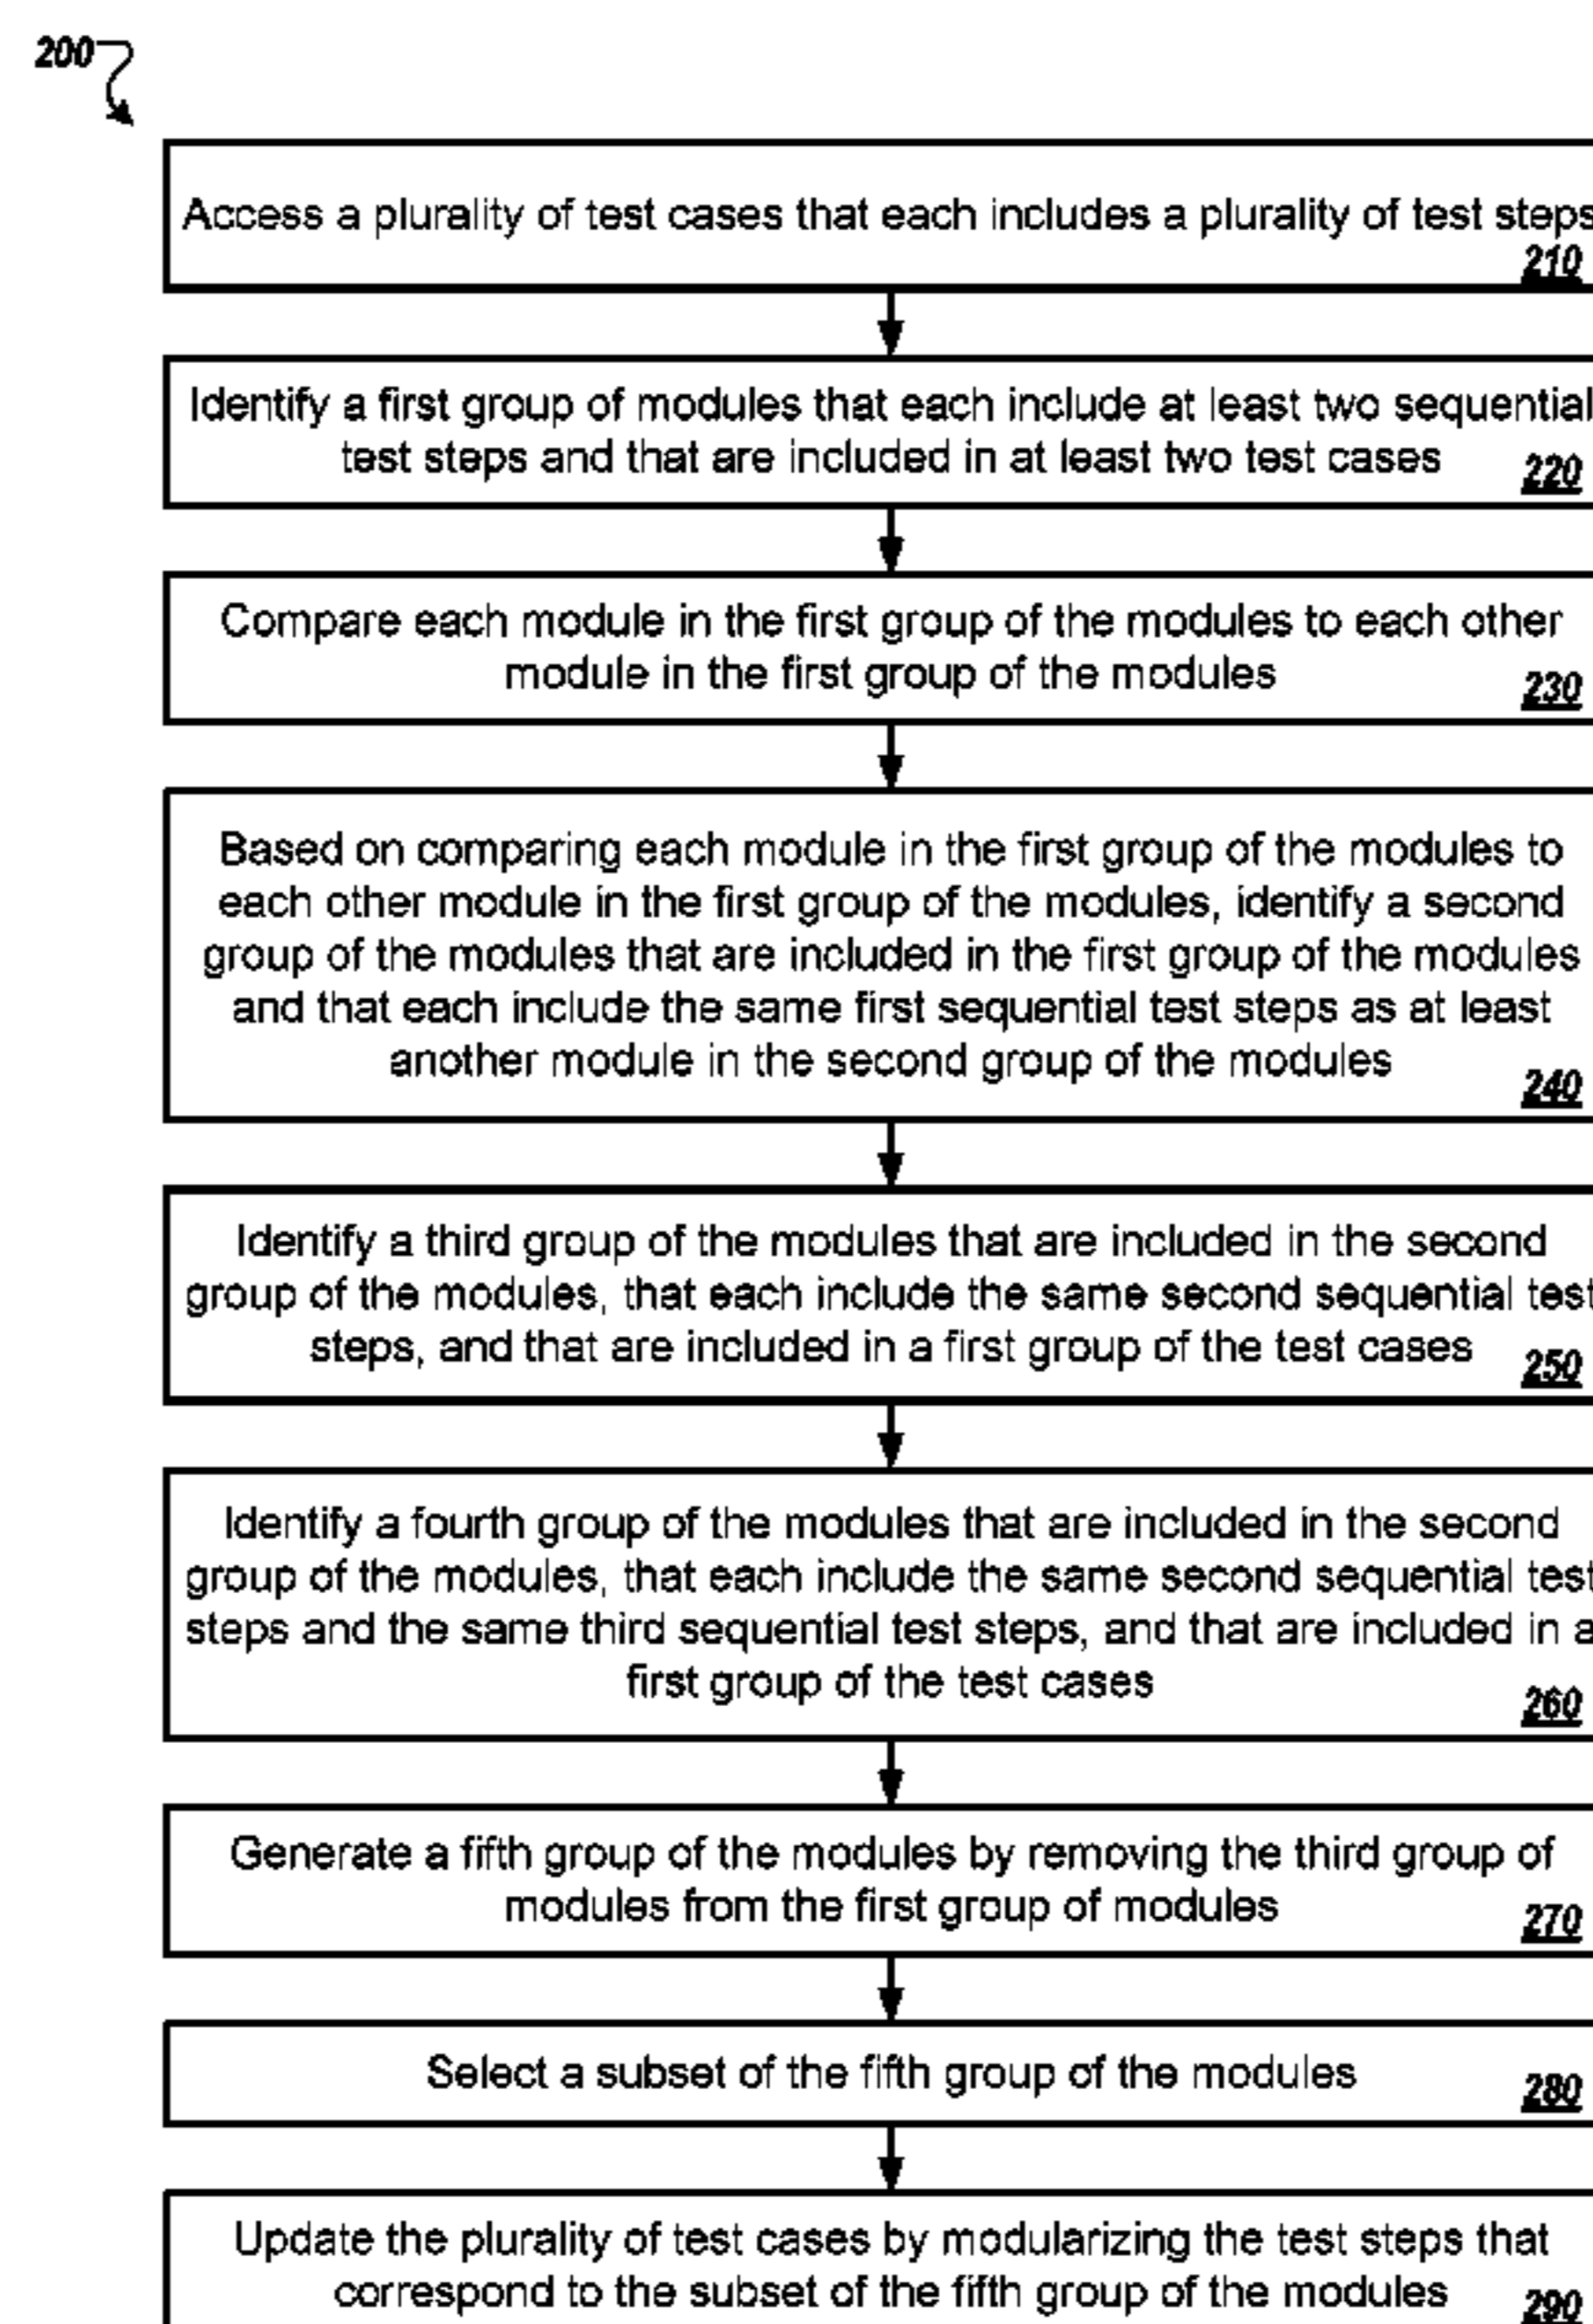 200
Access a plurality of test cases that each includes a plurality of test steps
210
Identify a first group of modules that each include at least two sequential
test steps and that are included in at least two test cases
220
Compare each module in the first group of the modules to each other
module in the first group of the modules
230
Based on comparing each module in the first group of the modules to
each other module in the first group of the modules, identify a second
group of the modules that are included in the first group of the modules
and that each include the same first sequential test steps as at least
another module in the second group of the modules
240
Identify a third group of the modules that are included in the second
group of the modules, that each include the same second sequential test
steps, and that are included in a first group of the test cases
250
Identify a fourth group of the modules that are included in the second
group of the modules, that each include the same second sequential test
steps and the same third sequential test steps, and that are included in a
first group of the test cases
260
Generate a fifth group of the modules by removing the third group of
modules from the first group of modules
270
Select a subset of the fifth group of the modules
280
Update the plurality of test cases by modularizing the test steps that
correspond to the subset of the fifth group of the modules
290